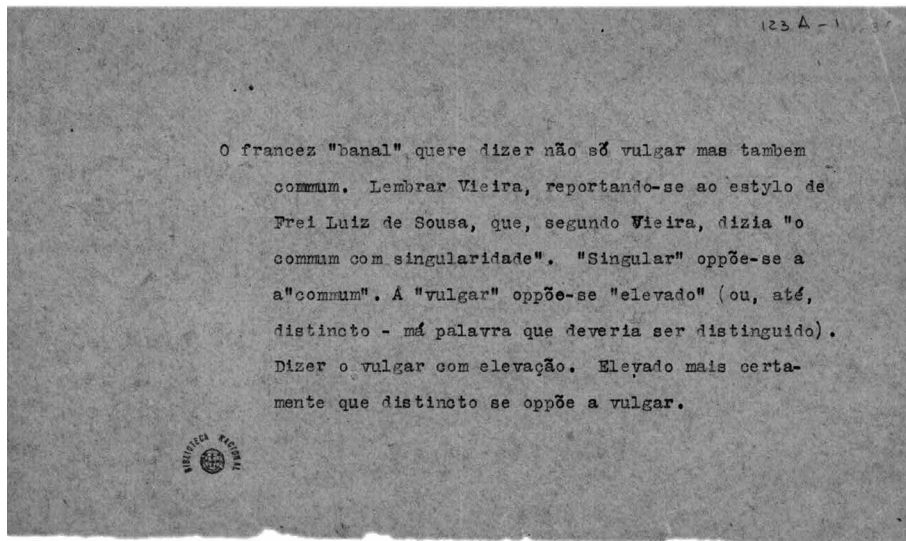 123 A - 1
O francez "banal" quere dizer não só vulgar mas tambem
commum. Lembrar Vieira, reportando-se ao estylo de
Frei Luiz de Sousa, que, segundo Vieira, dizia "o
commum com singularidade". "Singular" oppõe-se a
a"commum". A "vulgar" oppõe-se "elevado" (ou, até,
distincto - má palavra que deveria ser distinguido).
Dizer o vulgar com elevação. Elevado mais certa-
mente que distincto se oppõe a vulgar.
BIBLIOTECA NACIONAL